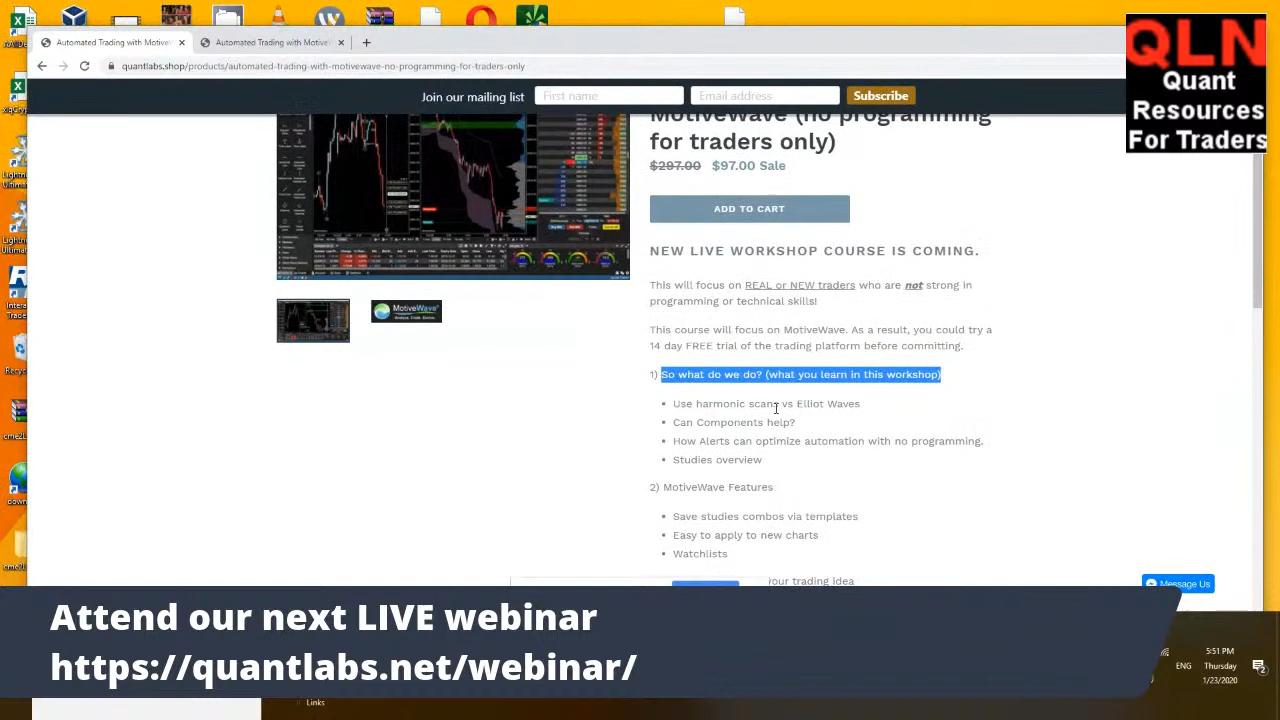 Automated Trading with Motive
Automated Trading with MotiveW
quantlabs.shop/products/automated-trading-with-motivewave-no-programming-for-traders-only
QLN
Quant
Resources
For Traders
Join our mailing list
First name
Email address
Subscribe
MotiveWave (no programming
for traders only)
$297.00 $97.00 Sale
ADD TO CART
NEW LIVE WORKSHOP COURSE IS COMING.
This will focus on REAL or NEW traders who are not strong in
programming or technical skills!
MotiveWave
This course will focus on MotiveWave. As a result, you could try a
14 day FREE trial of the trading platform before committing.
1) So what do we do? (what you learn in this workshop)
Use harmonic scans vs Elliot Waves
Can Components help?
How Alerts can optimize automation with no programming.
Studies overview
2) MotiveWave Features
Save studies combos via templates
Easy to apply to new charts
Watchlists
your trading idea
Message Us
Attend our next LIVE webinar
https://quantlabs.net/webinar/
ENG
5:51 PM
Thursday
1/23/2020
2
Links